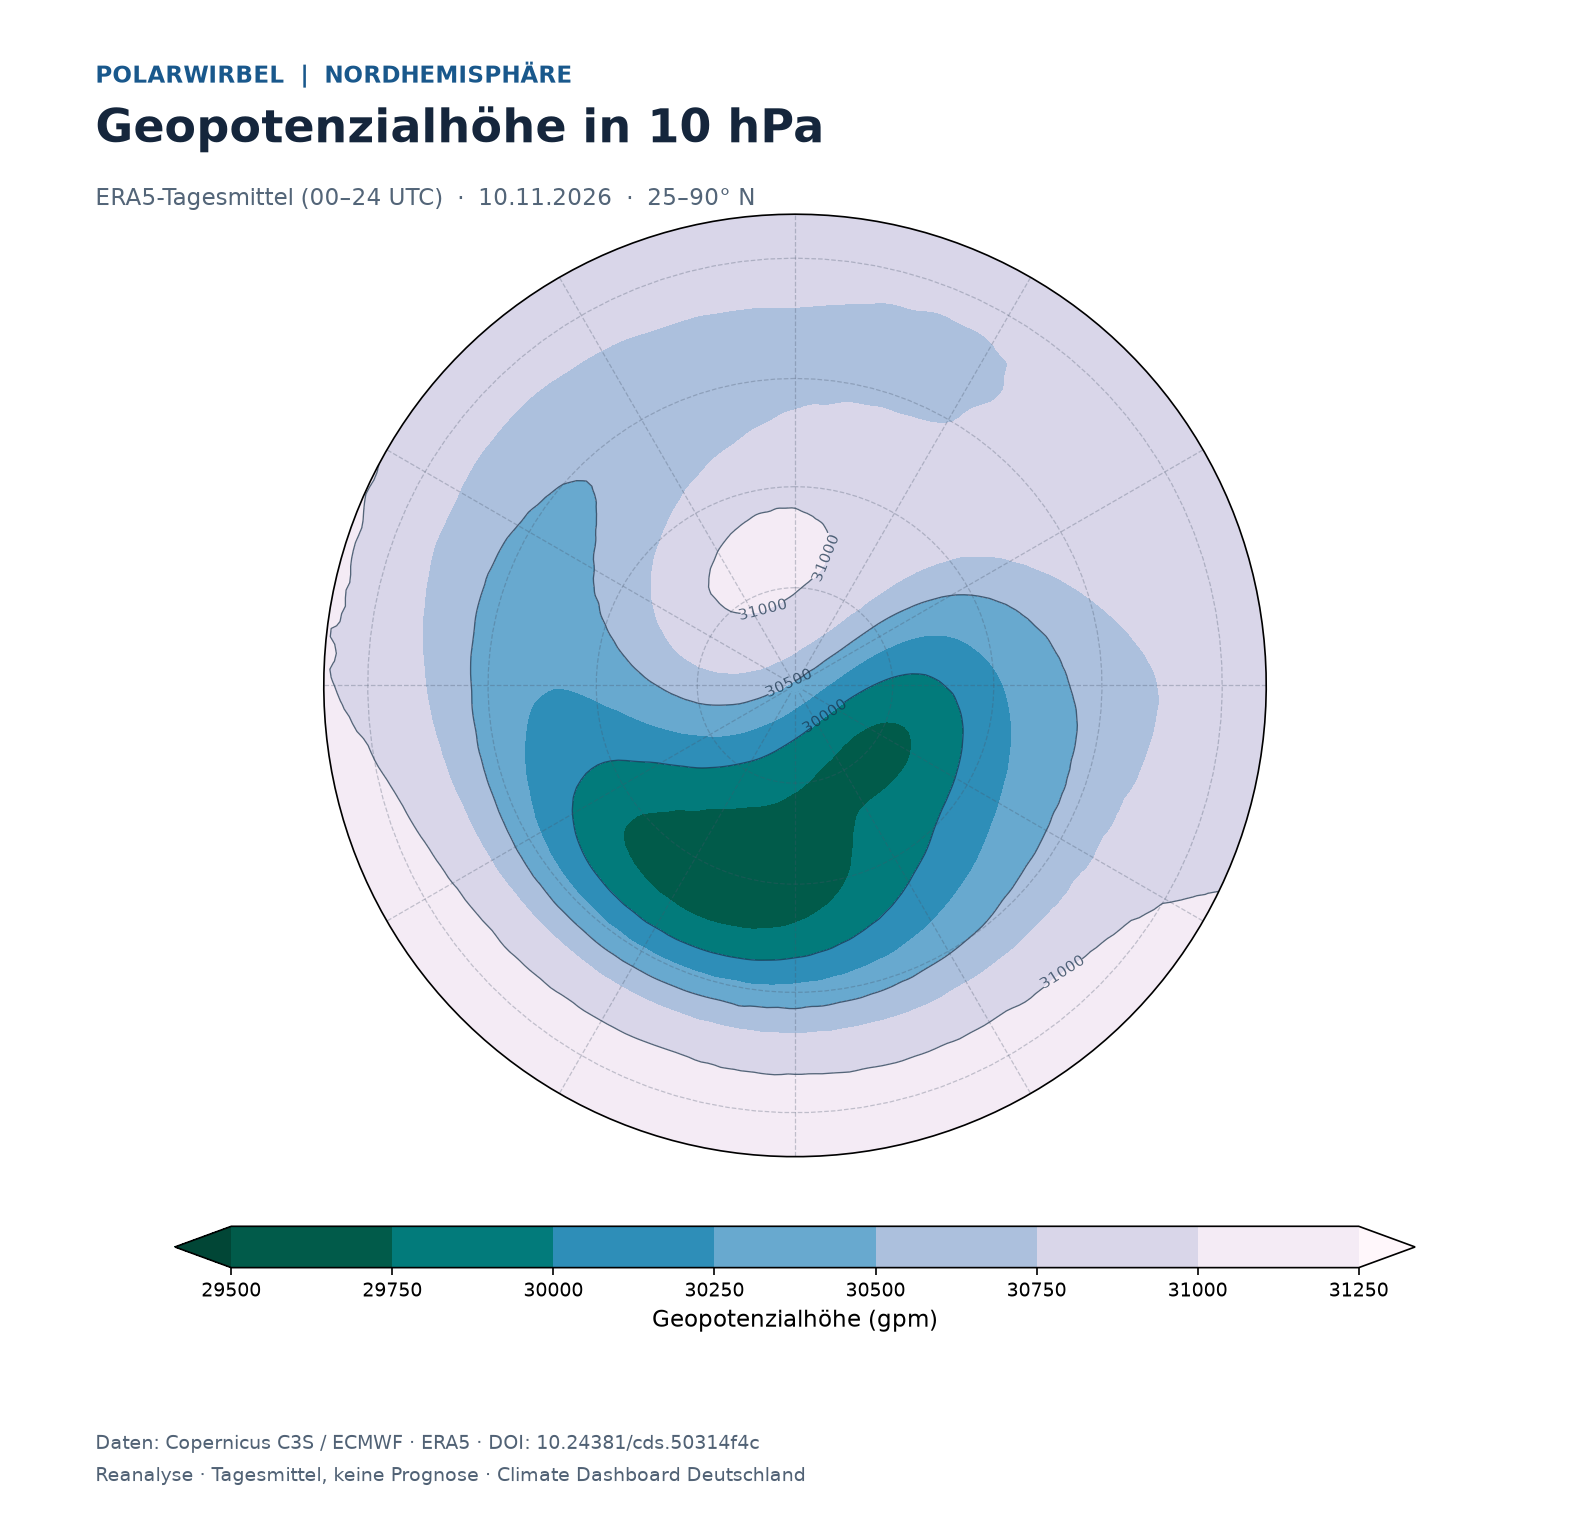 POLARWIRBEL | NORDHEMISPHÄRE
Geopotenzialhöhe in 10 hPa
ERA5-Tagesmittel (00–24 UTC) · 10.11.2026 · 25–90° N
31000
31000
30500
30000
31000
29500 29750 30000 30250 30500 30750 31000 31250
Geopotenzialhöhe (gpm)
Daten: Copernicus C3S / ECMWF · ERA5 · DOI: 10.24381/cds.50314f4c
Reanalyse · Tagesmittel, keine Prognose · Climate Dashboard Deutschland